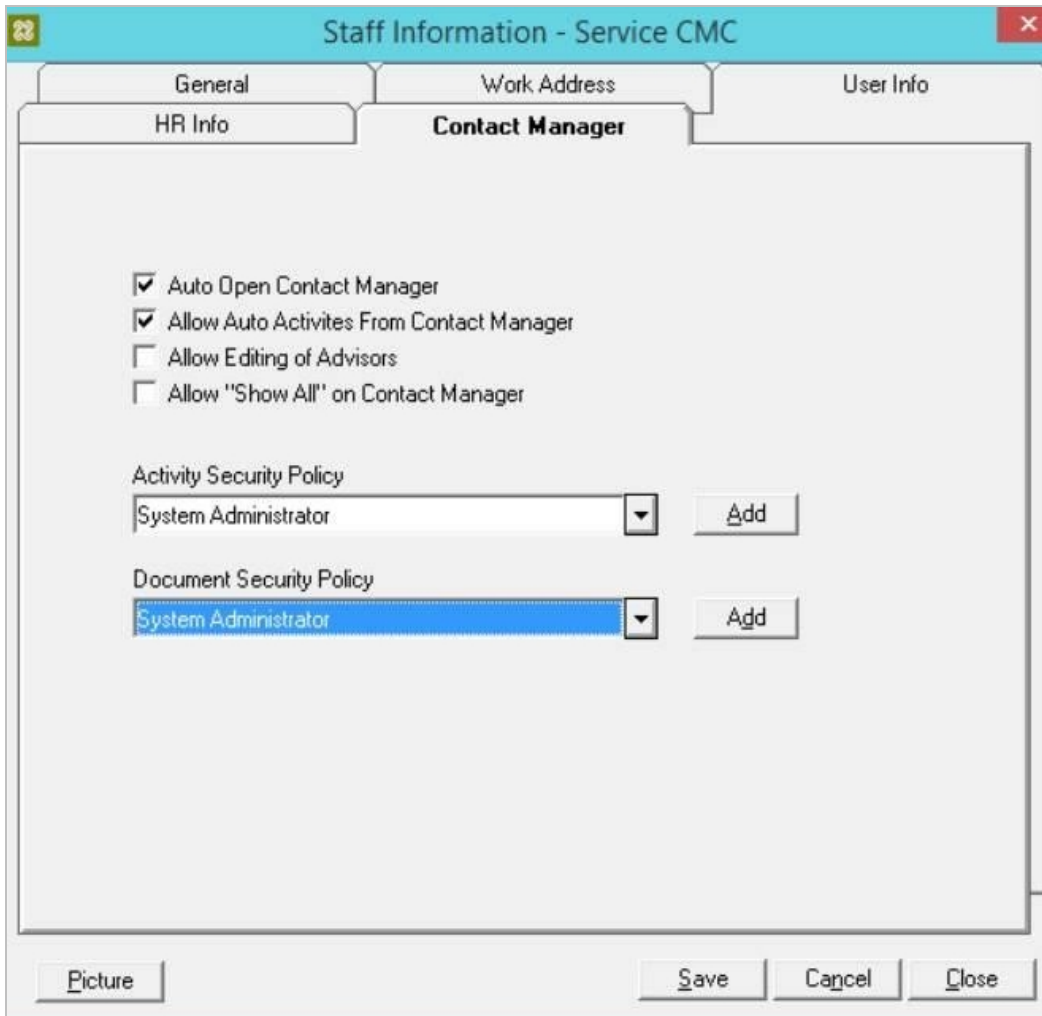 Staff Information - Service CMC
General Work Address User Info
HR Info Contact Manager
Auto Open Contact Manager
Allow Auto Activites From Contact Manager
Allow Editing of Advisors
Allow "Show All" on Contact Manager
Activity Security Policy
System Administrator Add
Document Security Policy
System Administrator Add
Picture Save Cancel Close